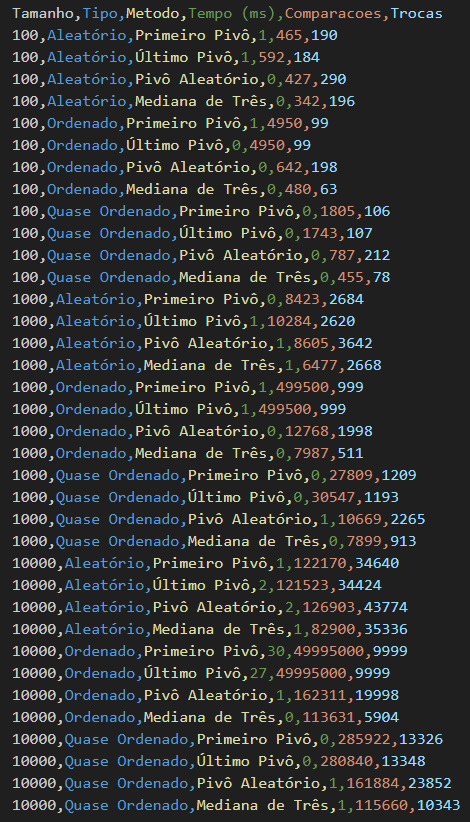 Tamanho,Tipo,Metodo,Tempo (ms),Comparacoes,Trocas
100,Aleatório,Primeiro Pivô,1,465,190
100,Aleatório,Último Pivô,1,592,184
100,Aleatório,Pivô Aleatório,0,427,290
100,Aleatório,Mediana de Três,0,342,196
100,Ordenado,Primeiro Pivô,1,4950,99
100,Ordenado,Último Pivô,0,4950,99
100,Ordenado,Pivô Aleatório,0,642,198
100,Ordenado,Mediana de Três,0,480,63
100,Quase Ordenado,Primeiro Pivô,0,1805,106
100,Quase Ordenado,Último Pivô,0,1743,107
100,Quase Ordenado,Pivô Aleatório,0,787,212
100,Quase Ordenado,Mediana de Três,0,455,78
1000,Aleatório,Primeiro Pivô,0,8423,2684
1000,Aleatório,Último Pivô,1,10284,2620
1000,Aleatório,Pivô Aleatório,1,8605,3642
1000,Aleatório,Mediana de Três,1,6477,2668
1000,Ordenado,Primeiro Pivô,1,499500,999
1000,Ordenado,Último Pivô,1,499500,999
1000,Ordenado,Pivô Aleatório,0,12768,1998
1000,Ordenado,Mediana de Três,0,7987,511
1000,Quase Ordenado,Primeiro Pivô,0,27809,1209
1000,Quase Ordenado,Último Pivô,0,30547,1193
1000,Quase Ordenado,Pivô Aleatório,1,10669,2265
1000,Quase Ordenado,Mediana de Três,0,7899,913
10000,Aleatório,Primeiro Pivô,1,122170,34640
10000,Aleatório,Último Pivô,2,121523,34424
10000,Aleatório,Pivô Aleatório,2,126903,43774
10000,Aleatório,Mediana de Três,1,82900,35336
10000,Ordenado,Primeiro Pivô,30,49995000,9999
10000,Ordenado,Último Pivô,27,49995000,9999
10000,Ordenado,Pivô Aleatório,1,162311,19998
10000,Ordenado,Mediana de Três,0,113631,5904
10000,Quase Ordenado,Primeiro Pivô,0,285922,13326
10000,Quase Ordenado,Último Pivô,0,280840,13348
10000,Quase Ordenado,Pivô Aleatório,1,161884,23852
10000,Quase Ordenado,Mediana de Três,1,115660,10343